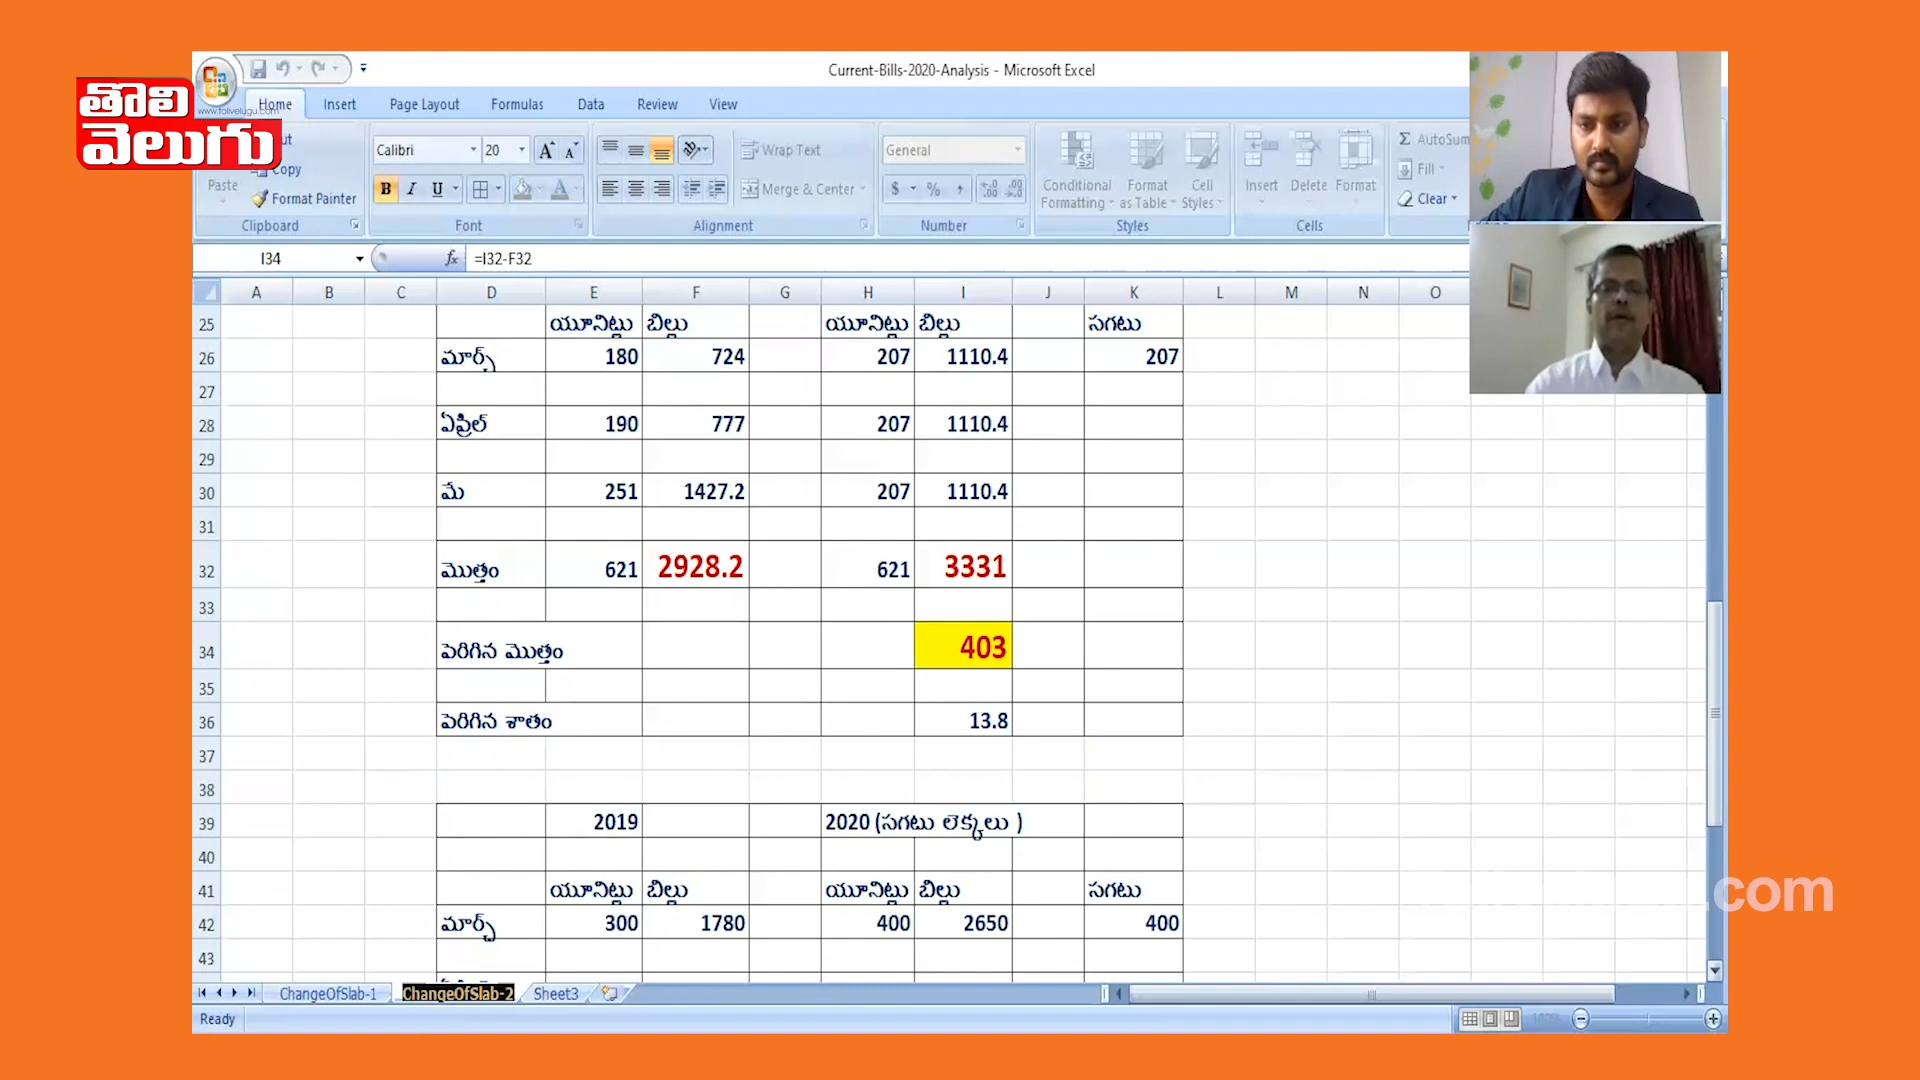 తొలి
వెలుగు
www.tolivelugu.com
Current-Bills-2020-Analysis - Microsoft Excel
Home Insert Page Layout Formulas Data Review View
Paste
Copy
Format Painter
Clipboard
Calibri 20
B I U
Font
Wrap Text
Merge & Center
Alignment
General
$ % ,
Number
Conditional Formatting
Format as Table
Cell Styles
Styles
Insert Delete Format
Cells
Σ AutoSum
Fill
Clear
I34 fx =I32-F32
A B C D E F G H I J K L M N O
25 యూనిట్లు బిల్లు యూనిట్లు బిల్లు సగటు
26 మార్చ్ 180 724 207 1110.4 207
27
28 ఏప్రిల్ 190 777 207 1110.4
29
30 మే 251 1427.2 207 1110.4
31
32 మొత్తం 621 2928.2 621 3331
33
34 పెరిగిన మొత్తం 403
35
36 పెరిగిన శాతం 13.8
37
38
39 2019 2020 (సగటు లెక్కలు )
40
41 యూనిట్లు బిల్లు యూనిట్లు బిల్లు సగటు
42 మార్చ్ 300 1780 400 2650 400
43
.com
ChangeOfSlab-1 ChangeOfSlab-2 Sheet3
Ready